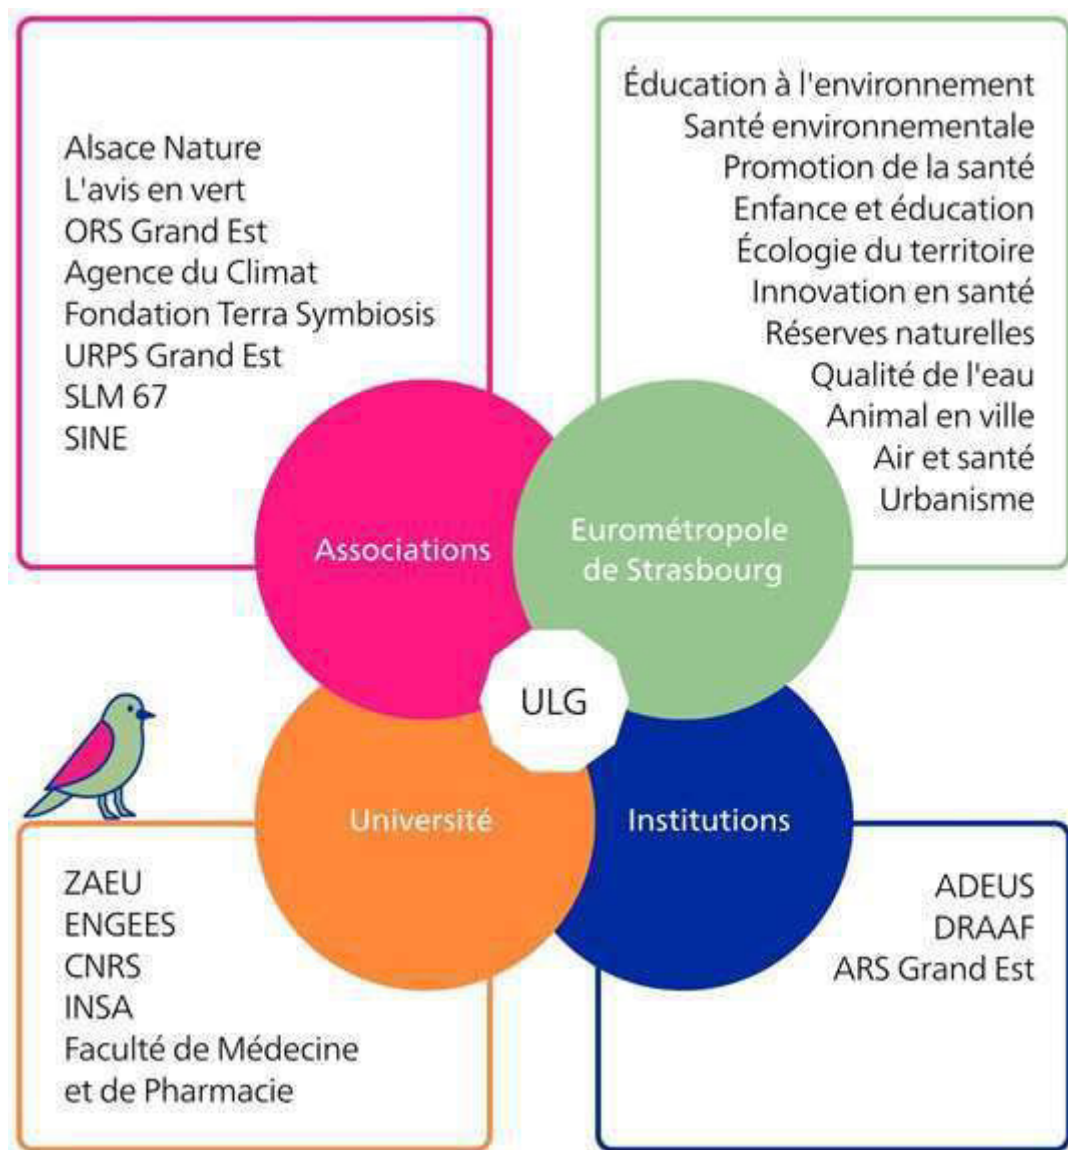 Alsace Nature
L'avis en vert
ORS Grand Est
Agence du Climat
Fondation Terra Symbiosis
URPS Grand Est
SLM 67
SINE
Éducation à l'environnement
Santé environnementale
Promotion de la santé
Enfance et éducation
Écologie du territoire
Innovation en santé
Réserves naturelles
Qualité de l'eau
Animal en ville
Air et santé
Urbanisme
Associations
Eurométropole
de Strasbourg
ULG
Université
Institutions
ZAEU
ENGEES
CNRS
INSA
Faculté de Médecine
et de Pharmacie
ADEUS
DRAAF
ARS Grand Est